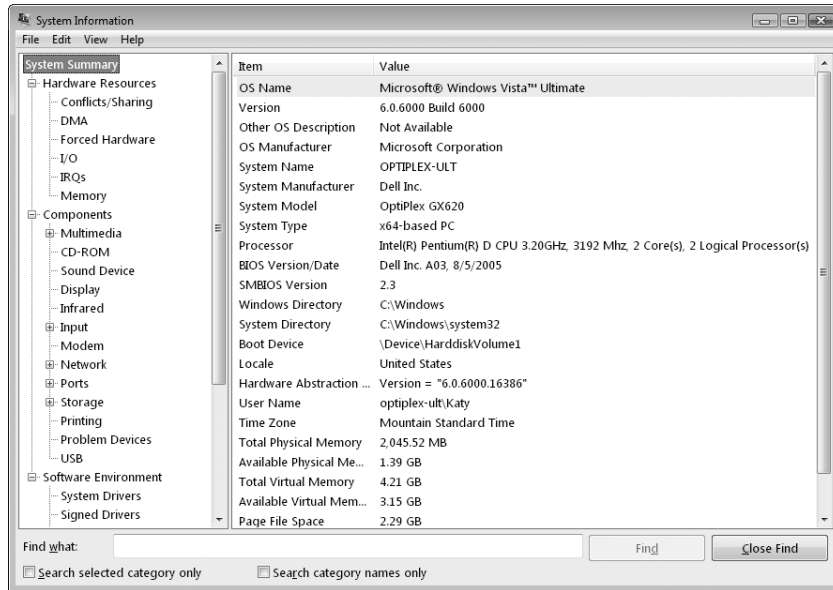 System Information
File Edit View Help
System Summary
Hardware Resources
Conflicts/Sharing
DMA
Forced Hardware
I/O
IRQs
Memory
Components
Multimedia
CD-ROM
Sound Device
Display
Infrared
Input
Modem
Network
Ports
Storage
Printing
Problem Devices
USB
Software Environment
System Drivers
Signed Drivers
Item Value
OS Name Microsoft® Windows Vista™ Ultimate
Version 6.0.6000 Build 6000
Other OS Description Not Available
OS Manufacturer Microsoft Corporation
System Name OPTIPLEX-ULT
System Manufacturer Dell Inc.
System Model OptiPlex GX620
System Type x64-based PC
Processor Intel(R) Pentium(R) D CPU 3.20GHz, 3192 Mhz, 2 Core(s), 2 Logical Processor(s)
BIOS Version/Date Dell Inc. A03, 8/5/2005
SMBIOS Version 2.3
Windows Directory C:\Windows
System Directory C:\Windows\system32
Boot Device \Device\HarddiskVolume1
Locale United States
Hardware Abstraction ... Version = "6.0.6000.16386"
User Name optiplex-ult\Katy
Time Zone Mountain Standard Time
Total Physical Memory 2,045.52 MB
Available Physical Me... 1.39 GB
Total Virtual Memory 4.21 GB
Available Virtual Mem... 3.15 GB
Page File Space 2.29 GB
Find what: Find Close Find
Search selected category only Search category names only